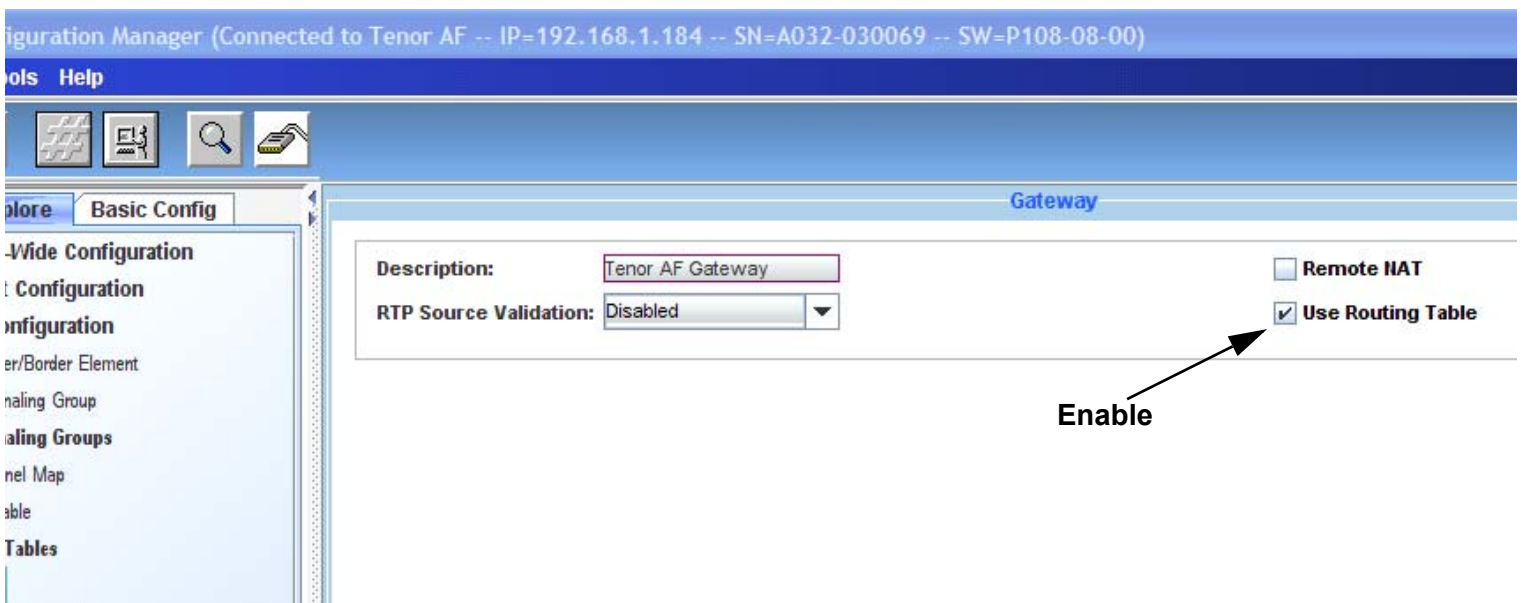 iguration Manager (Connected to Tenor AF -- IP=192.168.1.184 -- SN=A032-030069 -- SW=P108-08-00)
ools Help
plore Basic Config
Gateway
-Wide Configuration
t Configuration
onfiguration
er/Border Element
naling Group
aling Groups
nel Map
able
Tables
Description: Tenor AF Gateway Remote NAT
RTP Source Validation: Disabled Use Routing Table
Enable